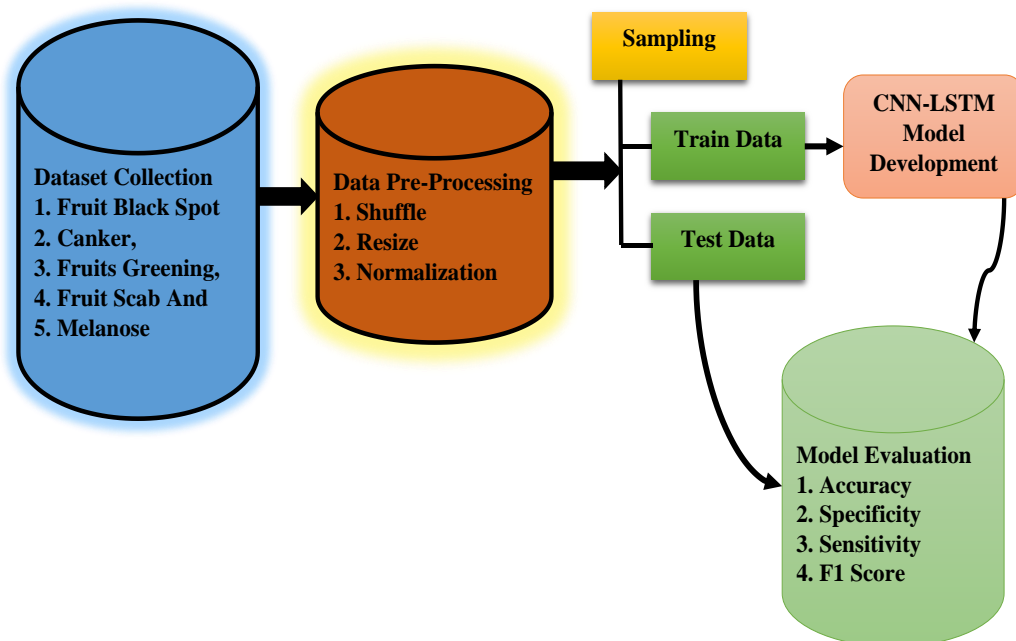 Dataset Collection
1. Fruit Black Spot
2. Canker,
3. Fruits Greening,
4. Fruit Scab And
5. Melanose
Data Pre-Processing
1. Shuffle
2. Resize
3. Normalization
Sampling
Train Data
Test Data
CNN-LSTM
Model
Development
Model Evaluation
1. Accuracy
2. Specificity
3. Sensitivity
4. F1 Score